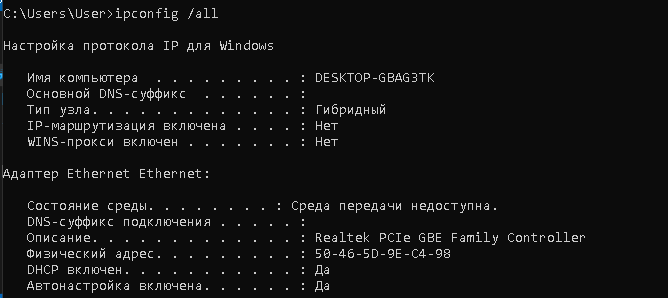 C:\Users\User>ipconfig /all
Настройка протокола IP для Windows
Имя компьютера  . . . . . . . . . : DESKTOP-GBAG3TK
Основной DNS-суффикс  . . . . . . :
Тип узла. . . . . . . . . . . . . : Гибридный
IP-маршрутизация включена . . . . : Нет
WINS-прокси включен . . . . . . . : Нет
Адаптер Ethernet Ethernet:
Состояние среды. . . . . . . . : Среда передачи недоступна.
DNS-суффикс подключения . . . . . :
Описание. . . . . . . . . . . . . : Realtek PCIe GBE Family Controller
Физический адрес. . . . . . . . . : 50-46-5D-9E-C4-98
DHCP включен. . . . . . . . . . . : Да
Автонастройка включена. . . . . . : Да